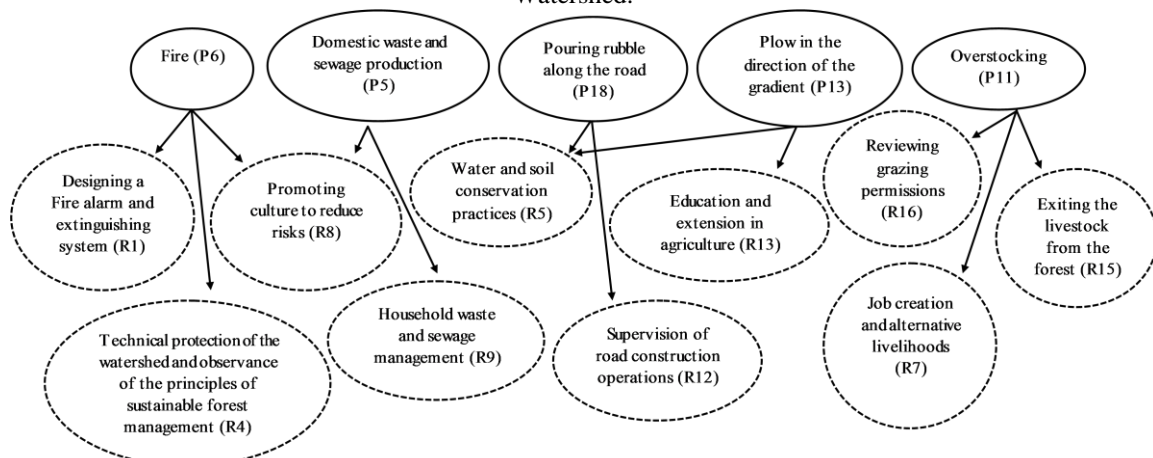 Watershed.
Fire (P6)
Domestic waste and
sewage production
(P5)
Pouring rubble
along the road
(P18)
Plow in the
direction of the
gradient (P13)
Overstocking
(P11)
Designing a
Fire alarm and
extinguishing
system (R1)
Promoting
culture to reduce
risks (R8)
Water and soil
conservation
practices (R5)
Education and
extension in
agriculture (R13)
Reviewing
grazing
permissions
(R16)
Exiting the
livestock
from the
forest (R15)
Technical protection of the
watershed and observance
of the principles of
sustainable forest
management (R4)
Household waste
and sewage
management (R9)
Supervision of
road construction
operations (R12)
Job creation
and alternative
livelihoods
(R7)